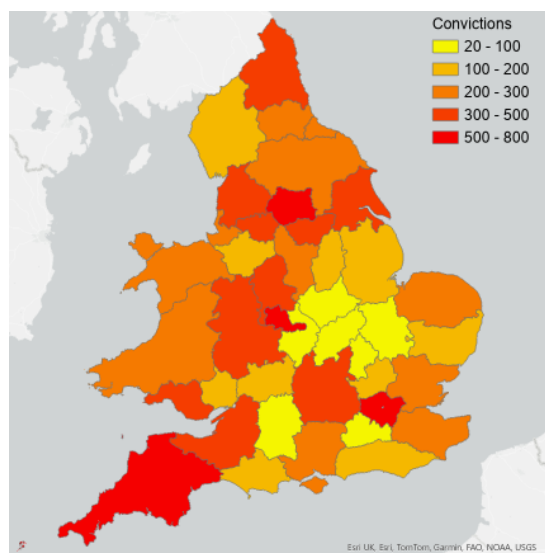 Convictions
20 - 100
100 - 200
200 - 300
300 - 500
500 - 800
Esri UK, Esri, TomTom, Garmin, FAO, NOAA, USGS